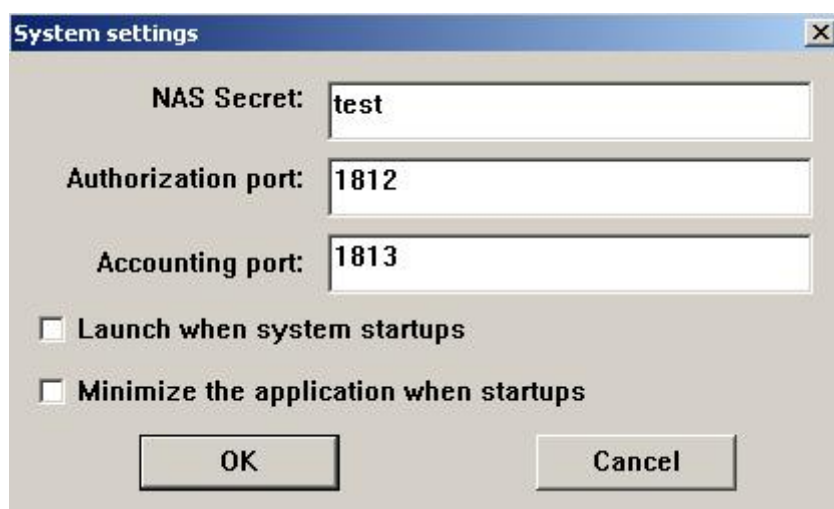 System settings
NAS Secret: test
Authorization port: 1812
Accounting port: 1813
Launch when system startups
Minimize the application when startups
OK Cancel